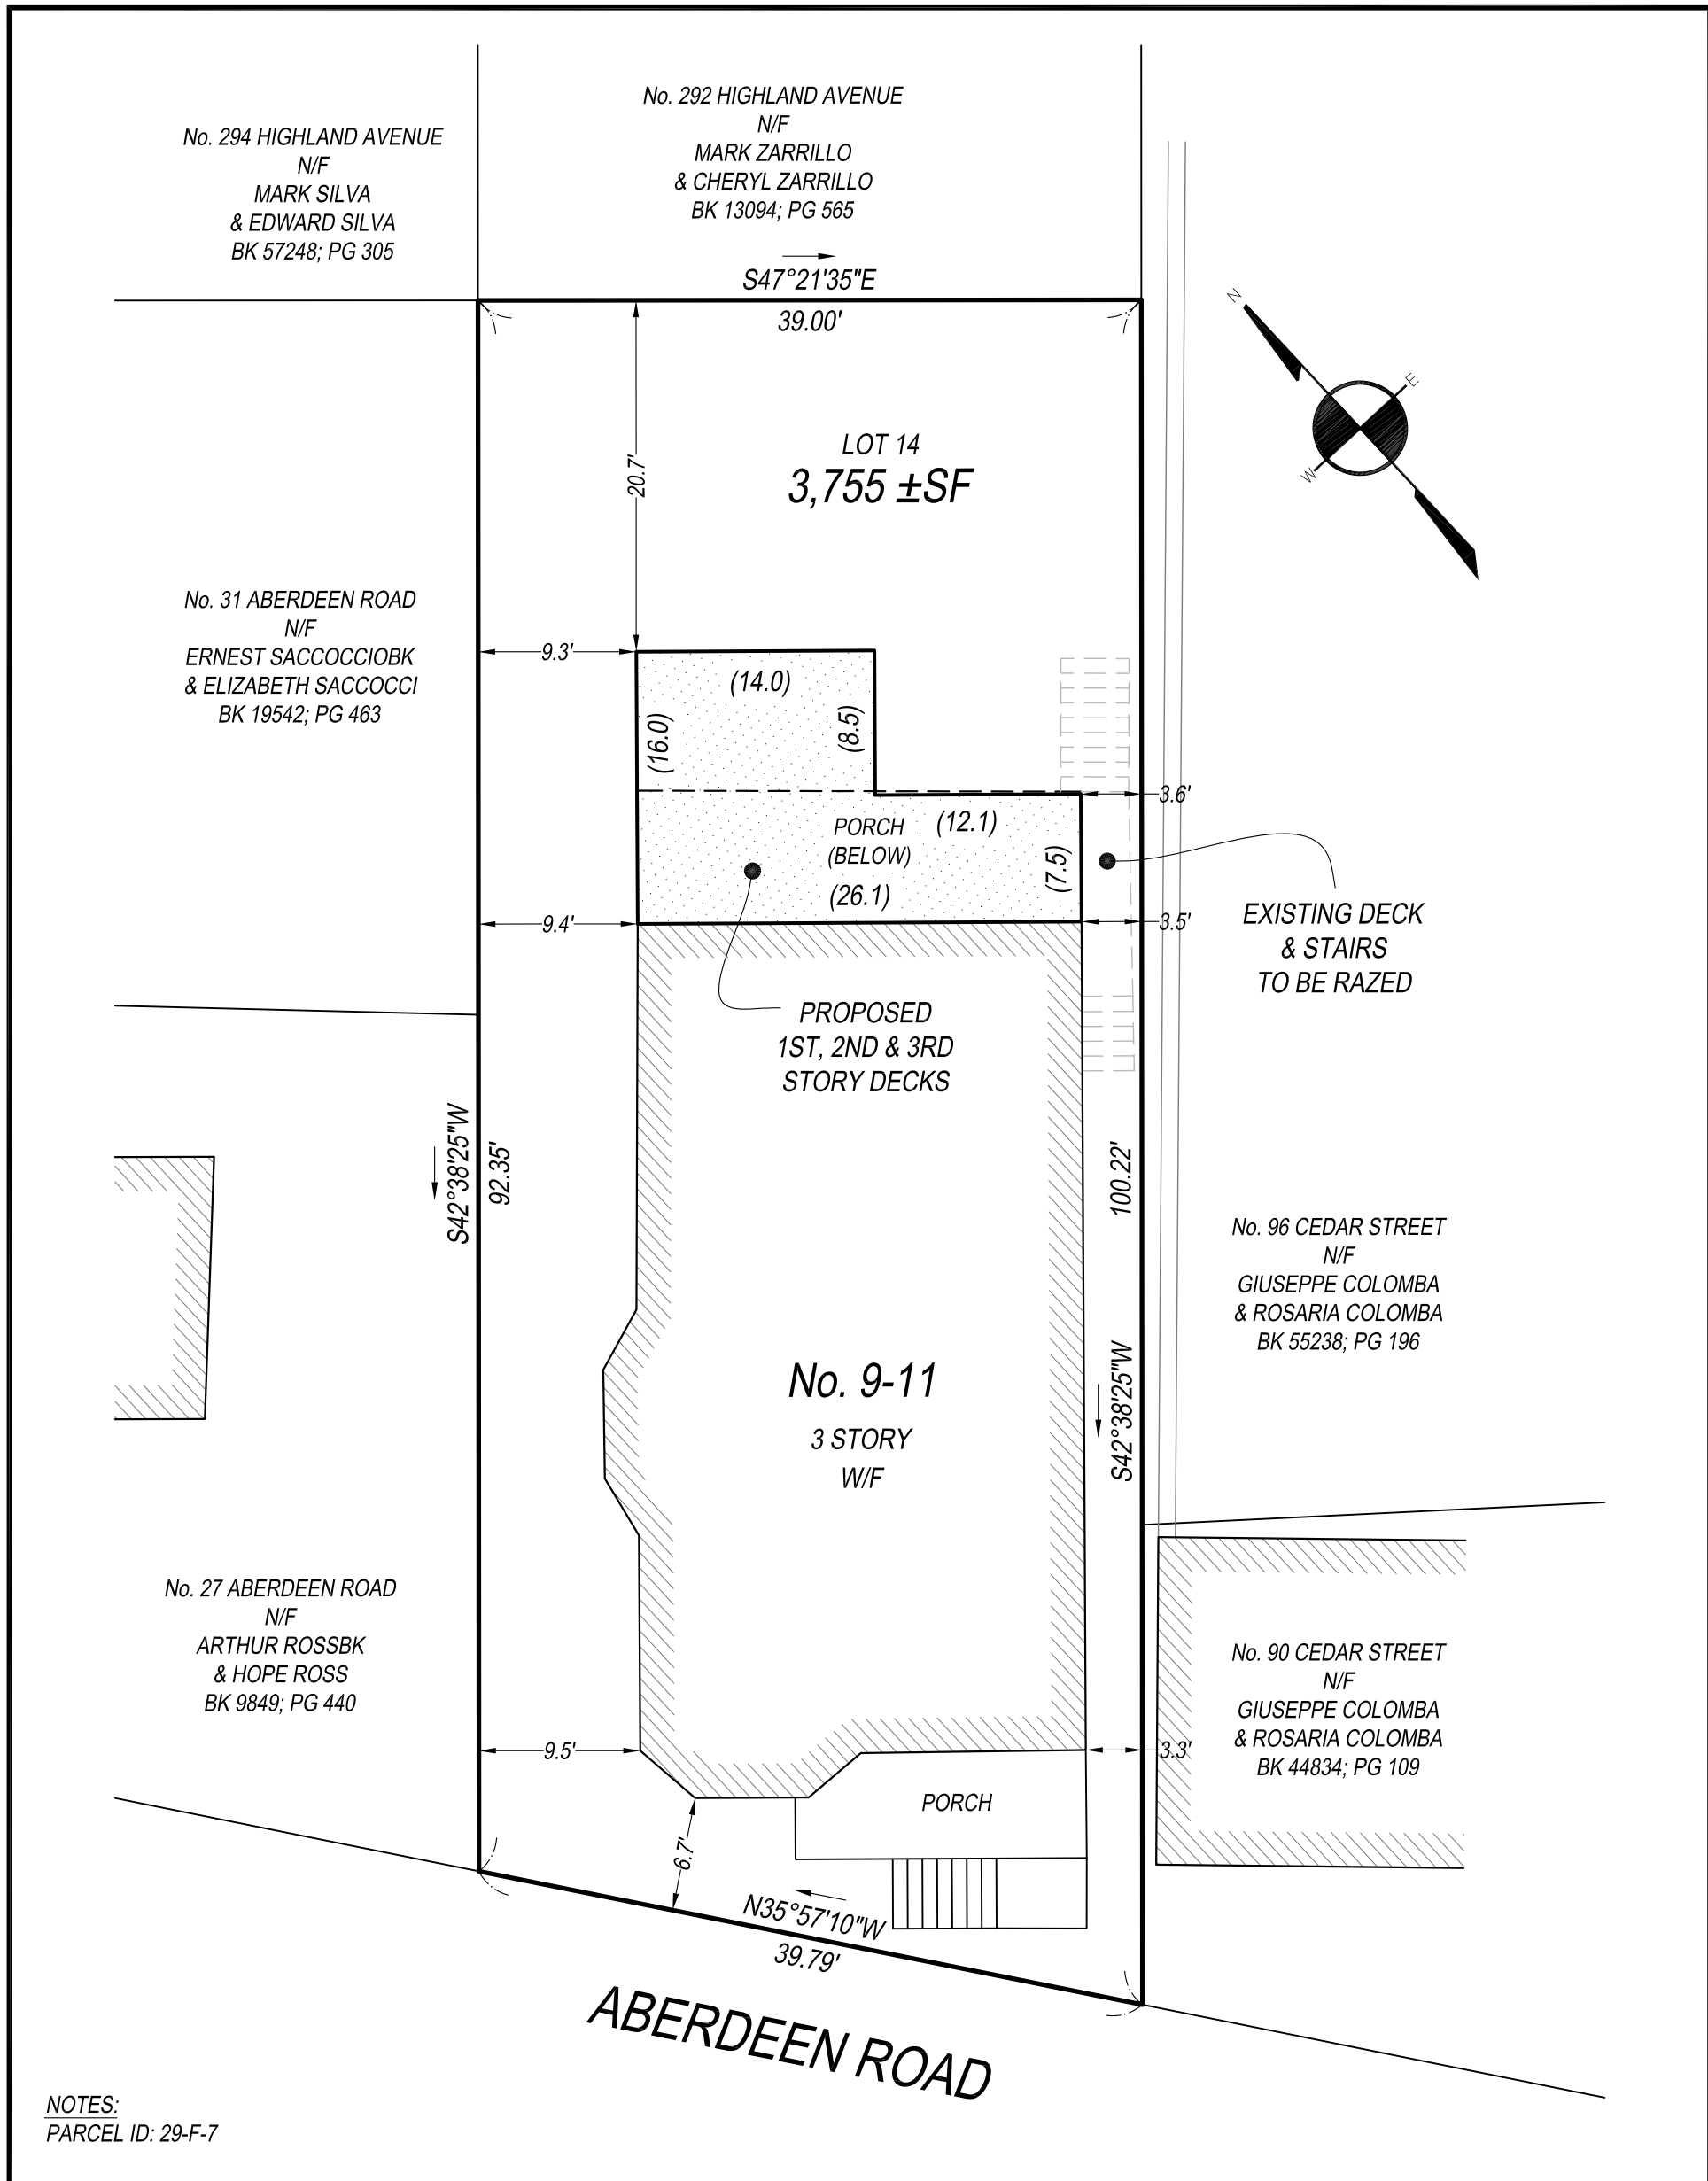 No. 294 HIGHLAND AVENUE
N/F
MARK SILVA
& EDWARD SILVA
BK 57248; PG 305
No. 292 HIGHLAND AVENUE
N/F
MARK ZARRILLO
& CHERYL ZARRILLO
BK 13094; PG 565
S47°21'35"E
39.00'
N
E
W
LOT 14
3,755 ±SF
20.7'
No. 31 ABERDEEN ROAD
N/F
ERNEST SACCOCCIOBK
& ELIZABETH SACCOCCI
BK 19542; PG 463
9.3'
(14.0)
(16.0)
(8.5)
3.6'
PORCH
(BELOW)
(12.1)
(26.1)
(7.5)
9.4'
3.5'
EXISTING DECK
& STAIRS
TO BE RAZED
PROPOSED
1ST, 2ND & 3RD
STORY DECKS
S42°38'25"W
92.35'
100.22'
S42°38'25"W
No. 96 CEDAR STREET
N/F
GIUSEPPE COLOMBA
& ROSARIA COLOMBA
BK 55238; PG 196
No. 9-11
3 STORY
W/F
No. 27 ABERDEEN ROAD
N/F
ARTHUR ROSSBK
& HOPE ROSS
BK 9849; PG 440
No. 90 CEDAR STREET
N/F
GIUSEPPE COLOMBA
& ROSARIA COLOMBA
BK 44834; PG 109
9.5'
3.3'
PORCH
6.7'
N35°57'10"W
39.79'
ABERDEEN ROAD
NOTES:
PARCEL ID: 29-F-7